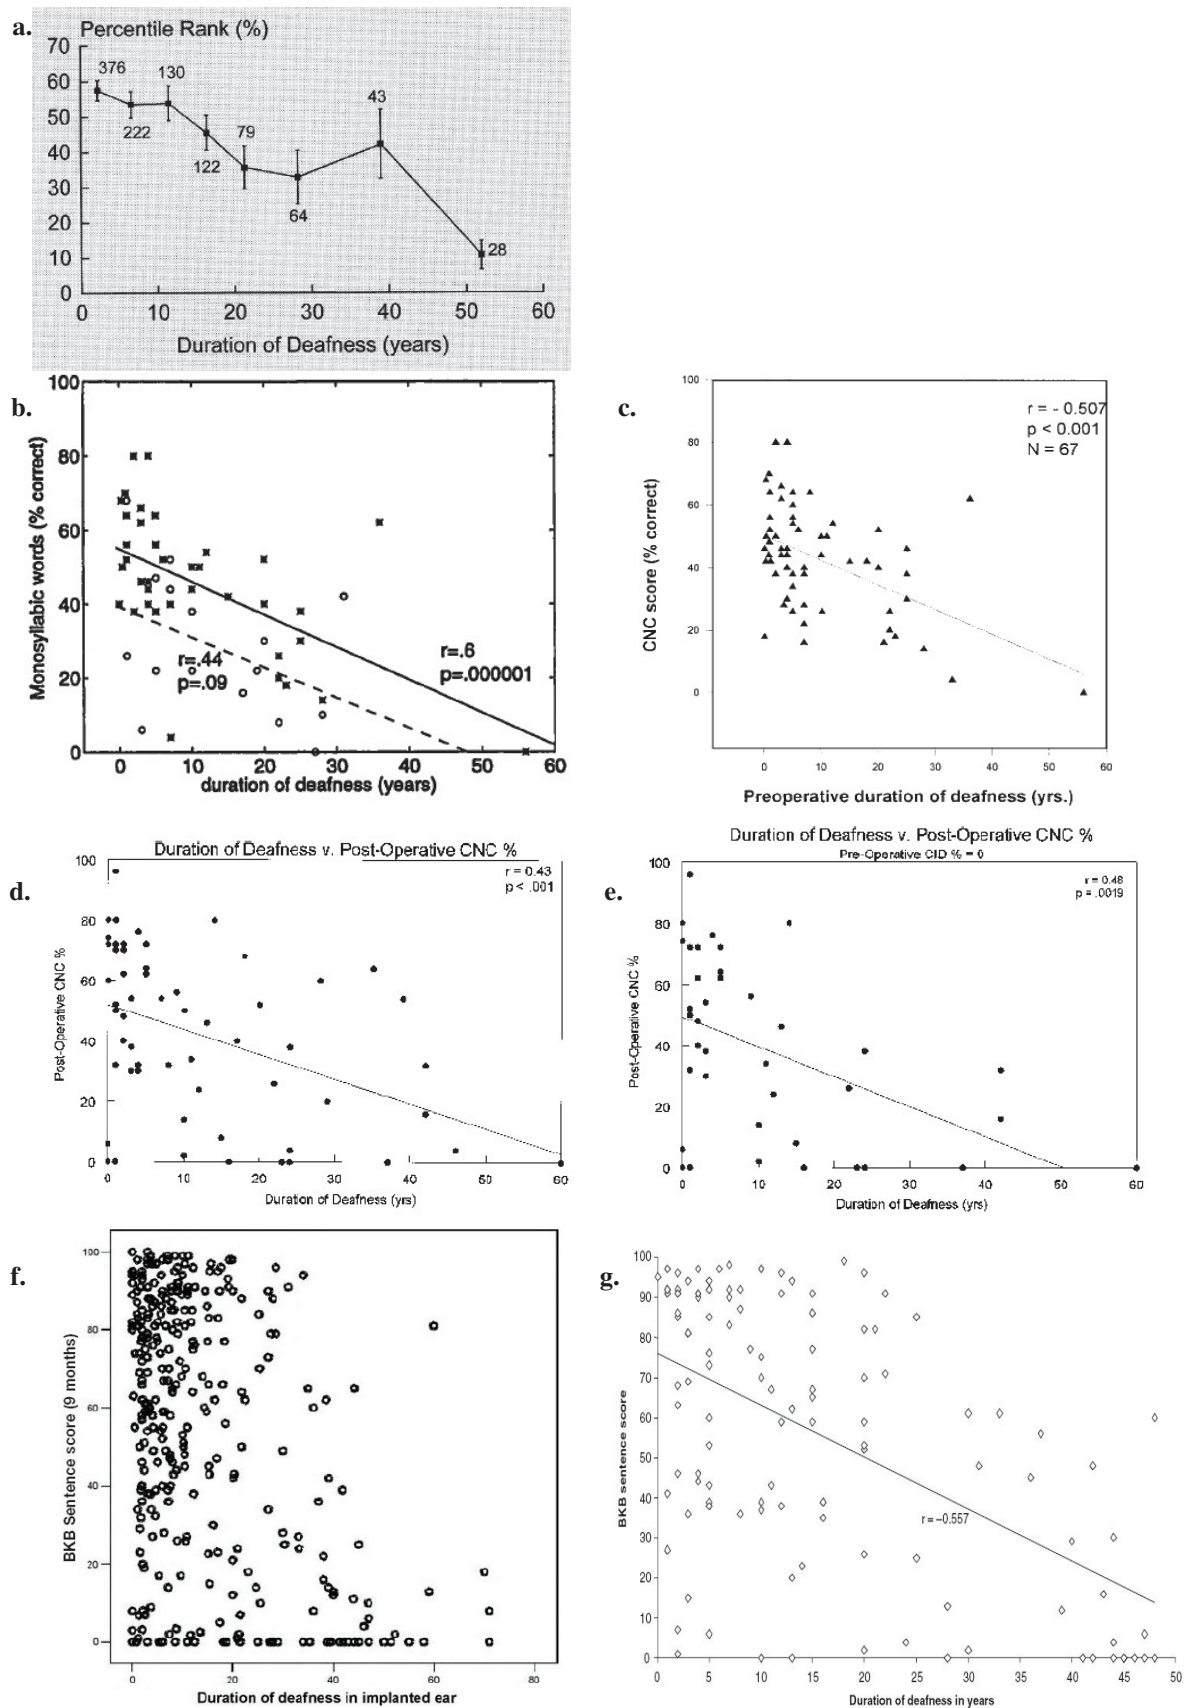 a.
Percentile Rank (%)
70
60
50
40
30
20
10
0
376
222
130
122
79
64
43
28
0 10 20 30 40 50 60
Duration of Deafness (years)
b.
Monosyllabic words (% correct)
100
80
60
40
20
0
r=.44
p=.09
r=.6
p=.000001
0 20 40 60
duration of deafness (years)
c.
CNC score (% correct)
100
80
60
40
20
0
r = - 0.507
p < 0.001
N = 67
0 10 20 30 40 50 60
Preoperative duration of deafness (yrs.)
d.
Duration of Deafness v. Post-Operative CNC %
r = 0.43
p < .001
Post-Operative CNC %
100
80
60
40
20
0
0 10 20 30 40 50 60
Duration of Deafness (yrs)
e.
Duration of Deafness v. Post-Operative CNC %
Pre-Operative CID % = 0
r = 0.48
p = .0019
Post-Operative CNC %
100
80
60
40
20
0
0 10 20 30 40 50 60
Duration of Deafness (yrs)
f.
BKB Sentence score (9 months)
100
80
60
40
20
0
0 20 40 60 80
Duration of deafness in implanted ear
g.
BKB sentence score
100
90
80
70
60
50
40
30
20
10
0
r = –0.557
0 5 10 15 20 25 30 35 40 45 50
Duration of deafness in years